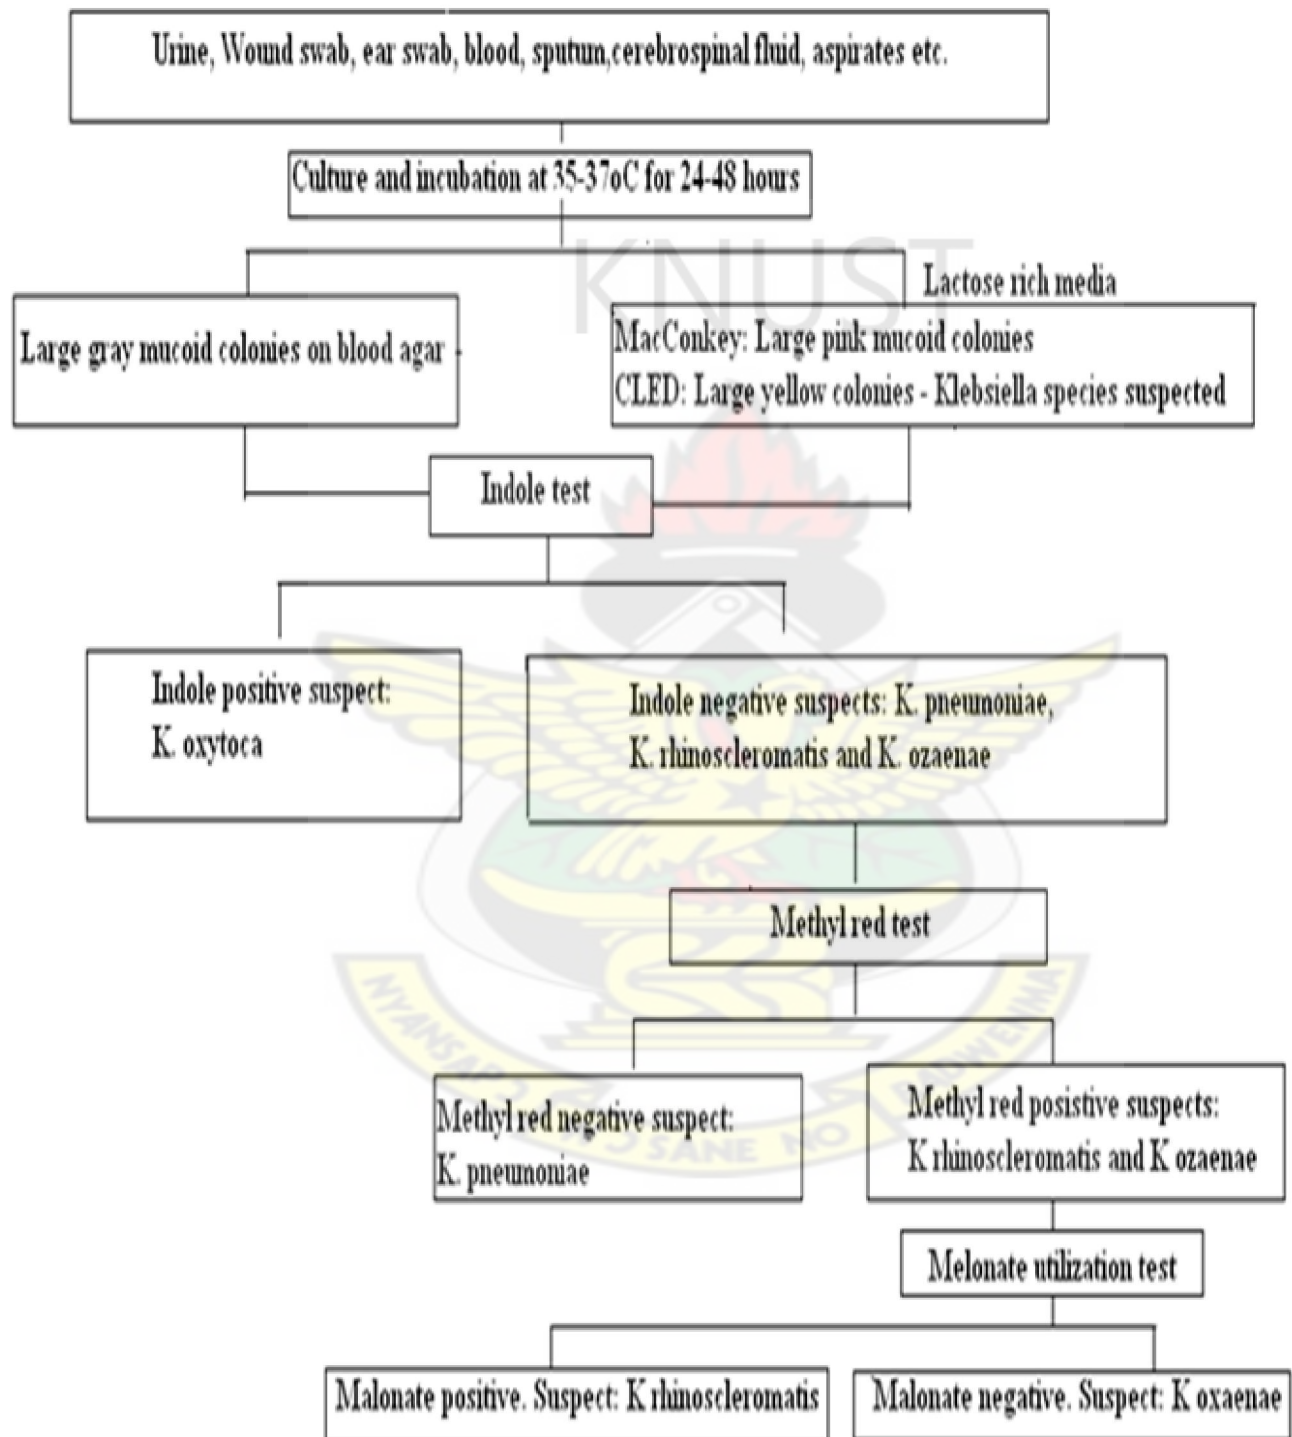 Urine, Wound swab, ear swab, blood, sputum,cerebrospinal fluid, aspirates etc.
Culture and incubation at 35-37oC for 24-48 hours
KNUST
Lactose rich media
Large gray mucoid colonies on blood agar -
MacConkey: Large pink mucoid colonies
CLED: Large yellow colonies - Klebsiella species suspected
Indole test
Indole positive suspect:
K. oxytoca
Indole negative suspects: K. pneumoniae,
K. rhinoscleromatis and K. ozaenae
Methyl red test
Methyl red negative suspect:
K. pneumoniae
Methyl red posistive suspects:
K rhinoscleromatis and K ozaenae
Melonate utilization test
Malonate positive. Suspect: K rhinoscleromatis
Malonate negative. Suspect: K oxaenae
SANE NO